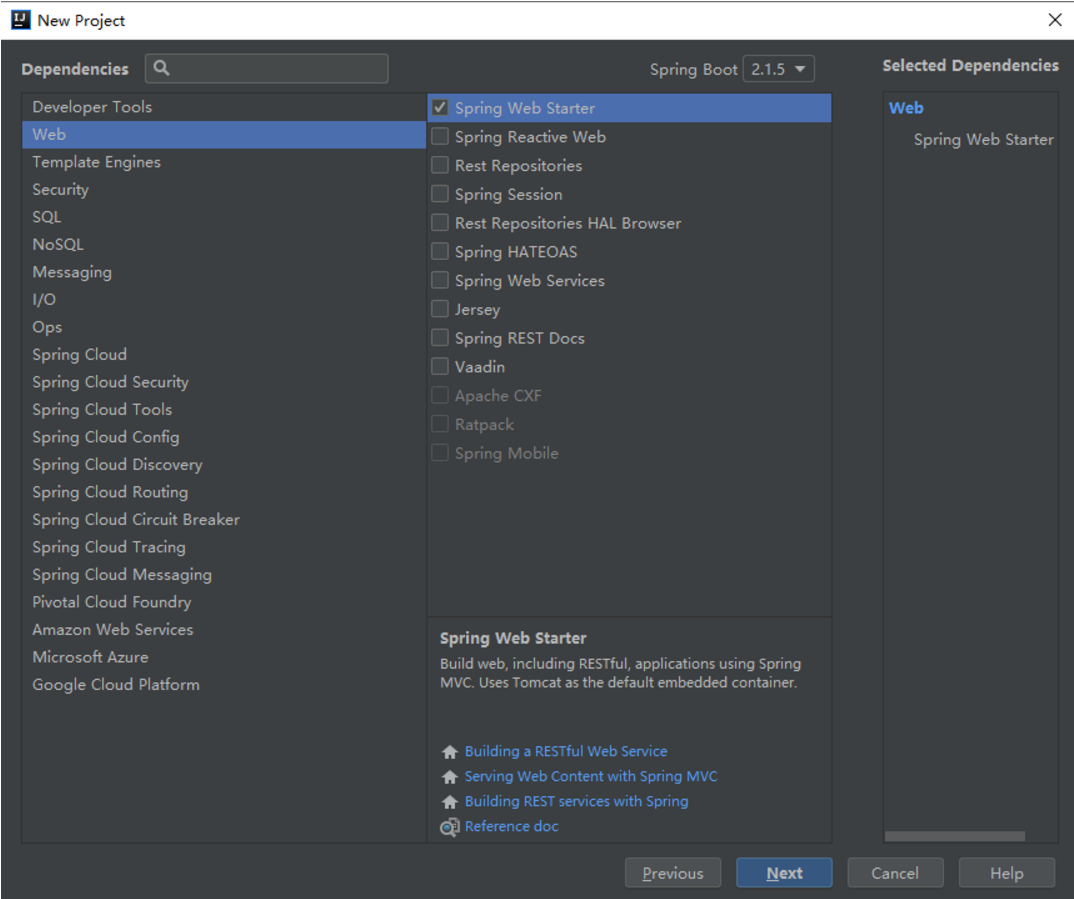 New Project
Dependencies
Spring Boot 2.1.5
Selected Dependencies
Developer Tools
Web
Template Engines
Security
SQL
NoSQL
Messaging
I/O
Ops
Spring Cloud
Spring Cloud Security
Spring Cloud Tools
Spring Cloud Config
Spring Cloud Discovery
Spring Cloud Routing
Spring Cloud Circuit Breaker
Spring Cloud Tracing
Spring Cloud Messaging
Pivotal Cloud Foundry
Amazon Web Services
Microsoft Azure
Google Cloud Platform
Spring Web Starter
Spring Reactive Web
Rest Repositories
Spring Session
Rest Repositories HAL Browser
Spring HATEOAS
Spring Web Services
Jersey
Spring REST Docs
Vaadin
Apache CXF
Ratpack
Spring Mobile
Spring Web Starter
Build web, including RESTful, applications using Spring
MVC. Uses Tomcat as the default embedded container.
Building a RESTful Web Service
Serving Web Content with Spring MVC
Building REST services with Spring
Reference doc
Web
Spring Web Starter
Previous
Next
Cancel
Help